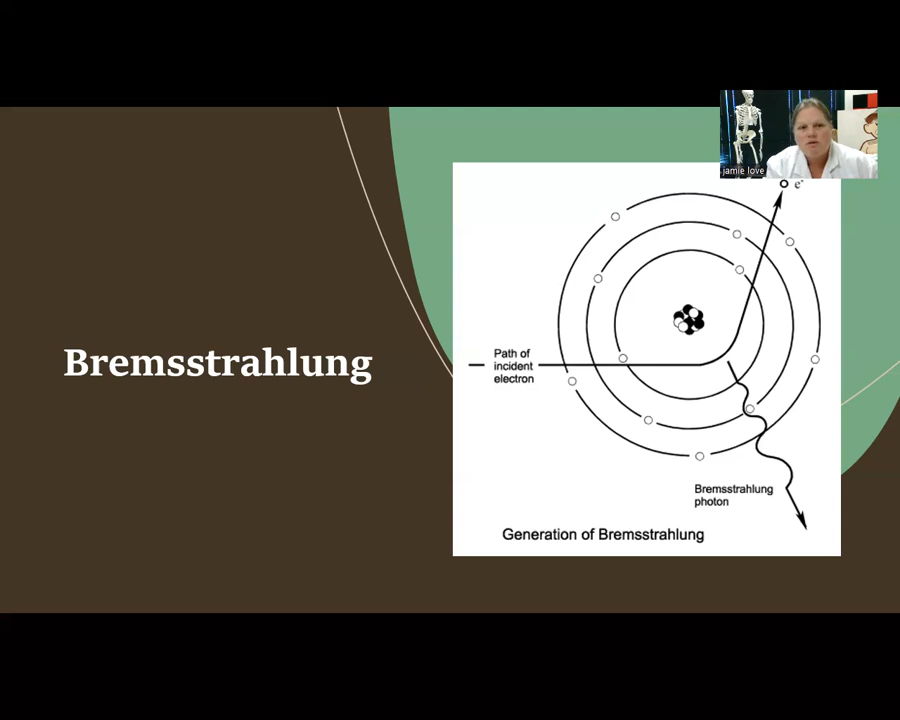 jamie love
e-
Bremsstrahlung
Path of
incident
electron
Bremsstrahlung
photon
Generation of Bremsstrahlung